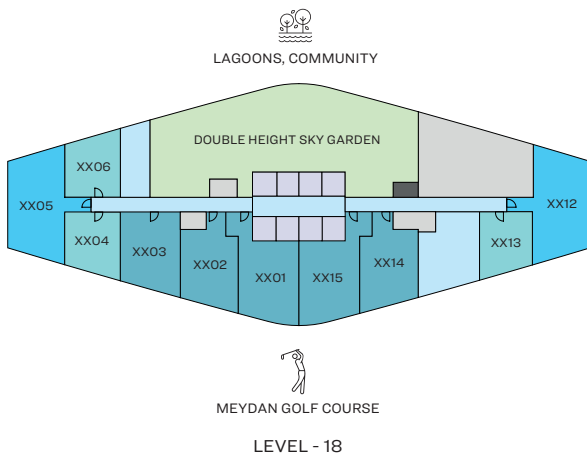 LAGOONS, COMMUNITY
DOUBLE HEIGHT SKY GARDEN
XX06
XX05
XX12
XX04
XX03
XX02
XX01
XX15
XX14
XX13
MEYDAN GOLF COURSE
LEVEL - 18